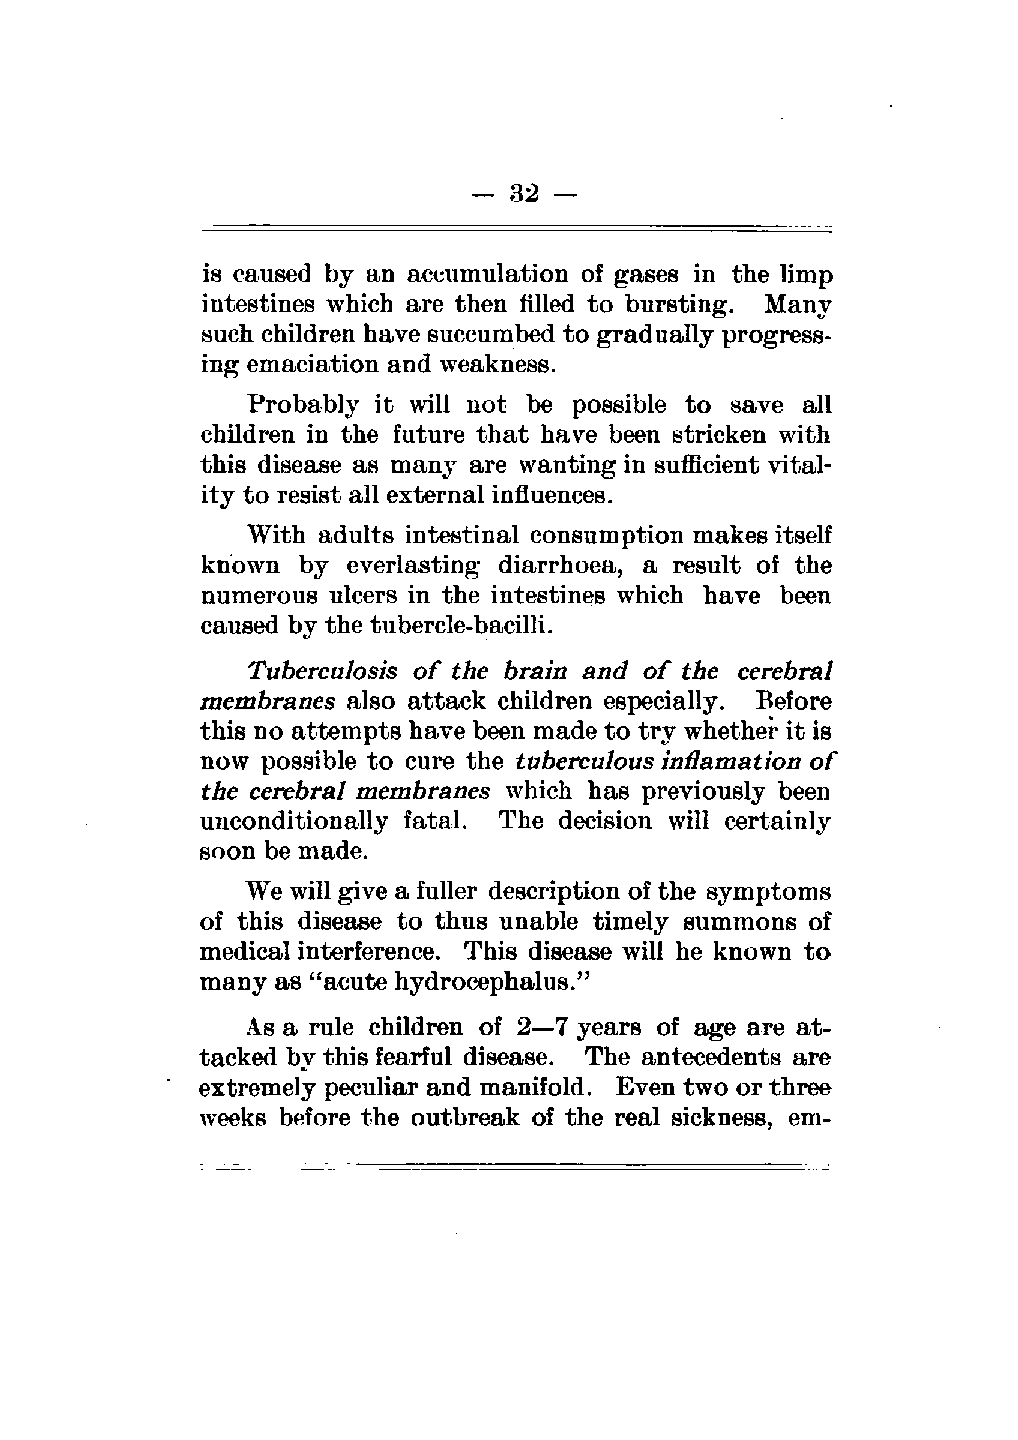 — 32 —
is caused by an accumulation of gases in the limp
intestines which are then filled to bursting. Many
such children have succumbed to gradually progress-
ing emaciation and weakness.
Probably it will not be possible to save all
children in the future that have been stricken with
this disease as many are wanting in sufficient vital-
ity to resist all external influences.
With adults intestinal consumption makes itself
known by everlasting diarrhoea, a result of the
numerous ulcers in the intestines which have been
caused by the tubercle-bacilli.
Tuberculosis of the brain and of the cerebral
membranes also attack children especially. Before
this no attempts have been made to try whether it is
now possible to cure the tuberculous inflamation of
the cerebral membranes which has previously been
unconditionally fatal. The decision will certainly
soon be made.
We will give a fuller description of the symptoms
of this disease to thus unable timely summons of
medical interference. This disease will he known to
many as "acute hydrocephalus."
As a rule children of 2—7 years of age are at-
tacked by this fearful disease. The antecedents are
extremely peculiar and manifold. Even two or three
weeks before the outbreak of the real sickness, em-